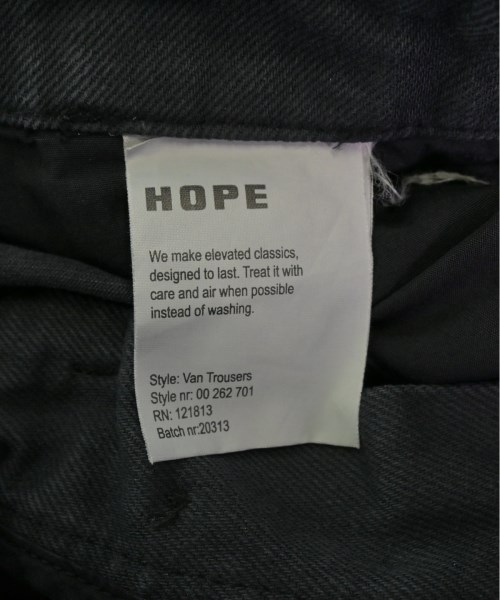 HOPE
We make elevated classics,
designed to last. Treat it with
care and air when possible
instead of washing.
Style: Van Trousers
Style nr: 00 262 701
RN: 121813
Batch nr:20313